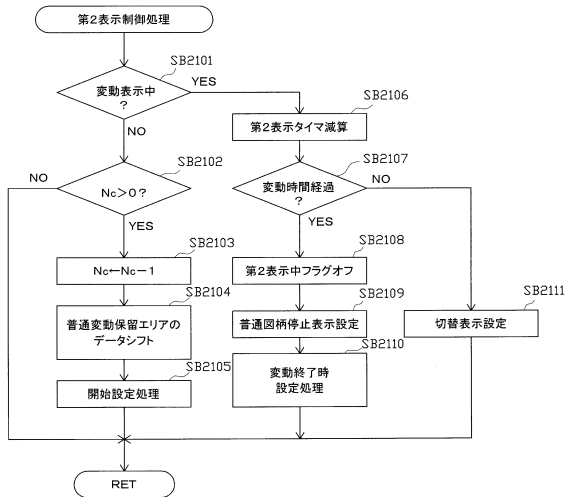 第2表示制御処理
SB2101
変動表示中
?
YES
NO
SB2106
第2表示タイマ減算
SB2102
NO
Nc>0?
YES
SB2107
変動時間経過
?
NO
YES
SB2103
Nc←Nc−1
SB2108
第2表示中フラグオフ
SB2104
普通変動保留エリアの
データシフト
SB2109
普通図柄停止表示設定
SB2111
切替表示設定
SB2105
開始設定処理
SB2110
変動終了時
設定処理
RET